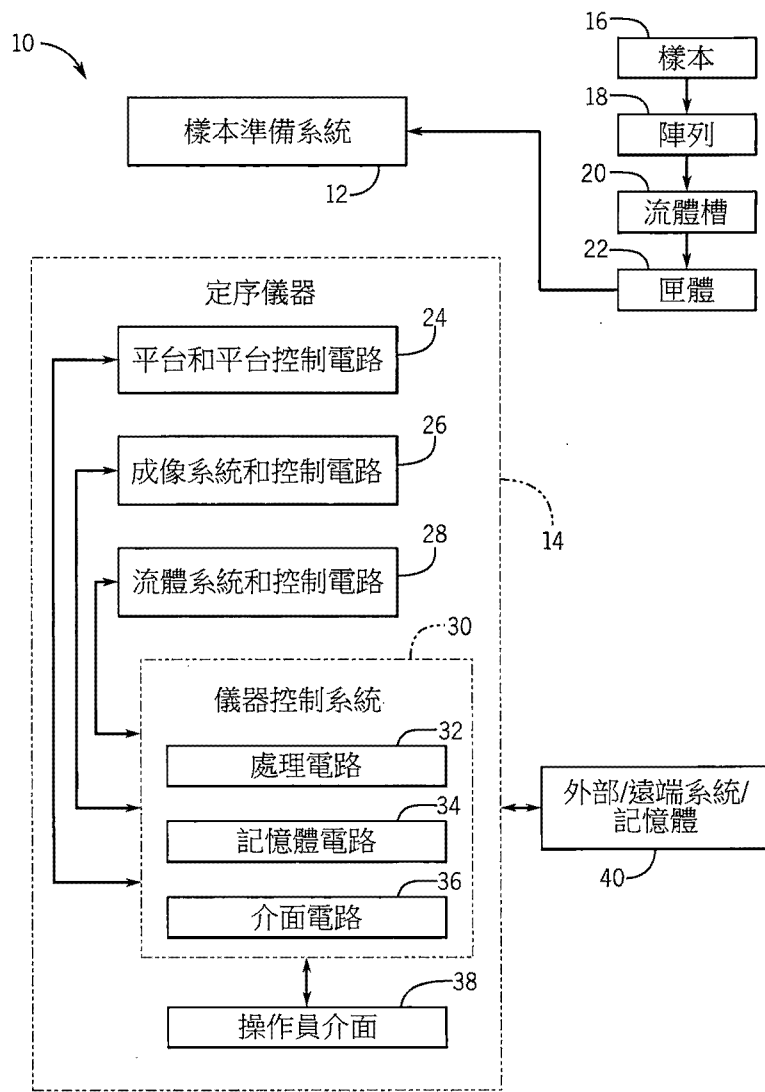 10
16
樣本
18
陣列
20
流體槽
22
匣體
樣本準備系統
12
定序儀器
24
平台和平台控制電路
26
成像系統和控制電路
14
28
流體系統和控制電路
30
儀器控制系統
32
處理電路
34
記憶體電路
36
介面電路
外部/遠端系統/
記憶體
40
38
操作員介面